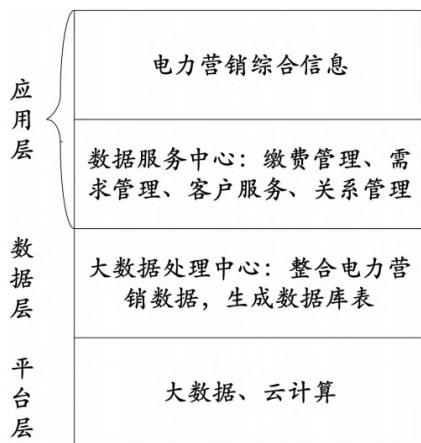 应用层
电力营销综合信息
数据服务中心：缴费管理、需
求管理、客户服务、关系管理
数据层
大数据处理中心：整合电力营
销数据，生成数据库表
平台层
大数据、云计算